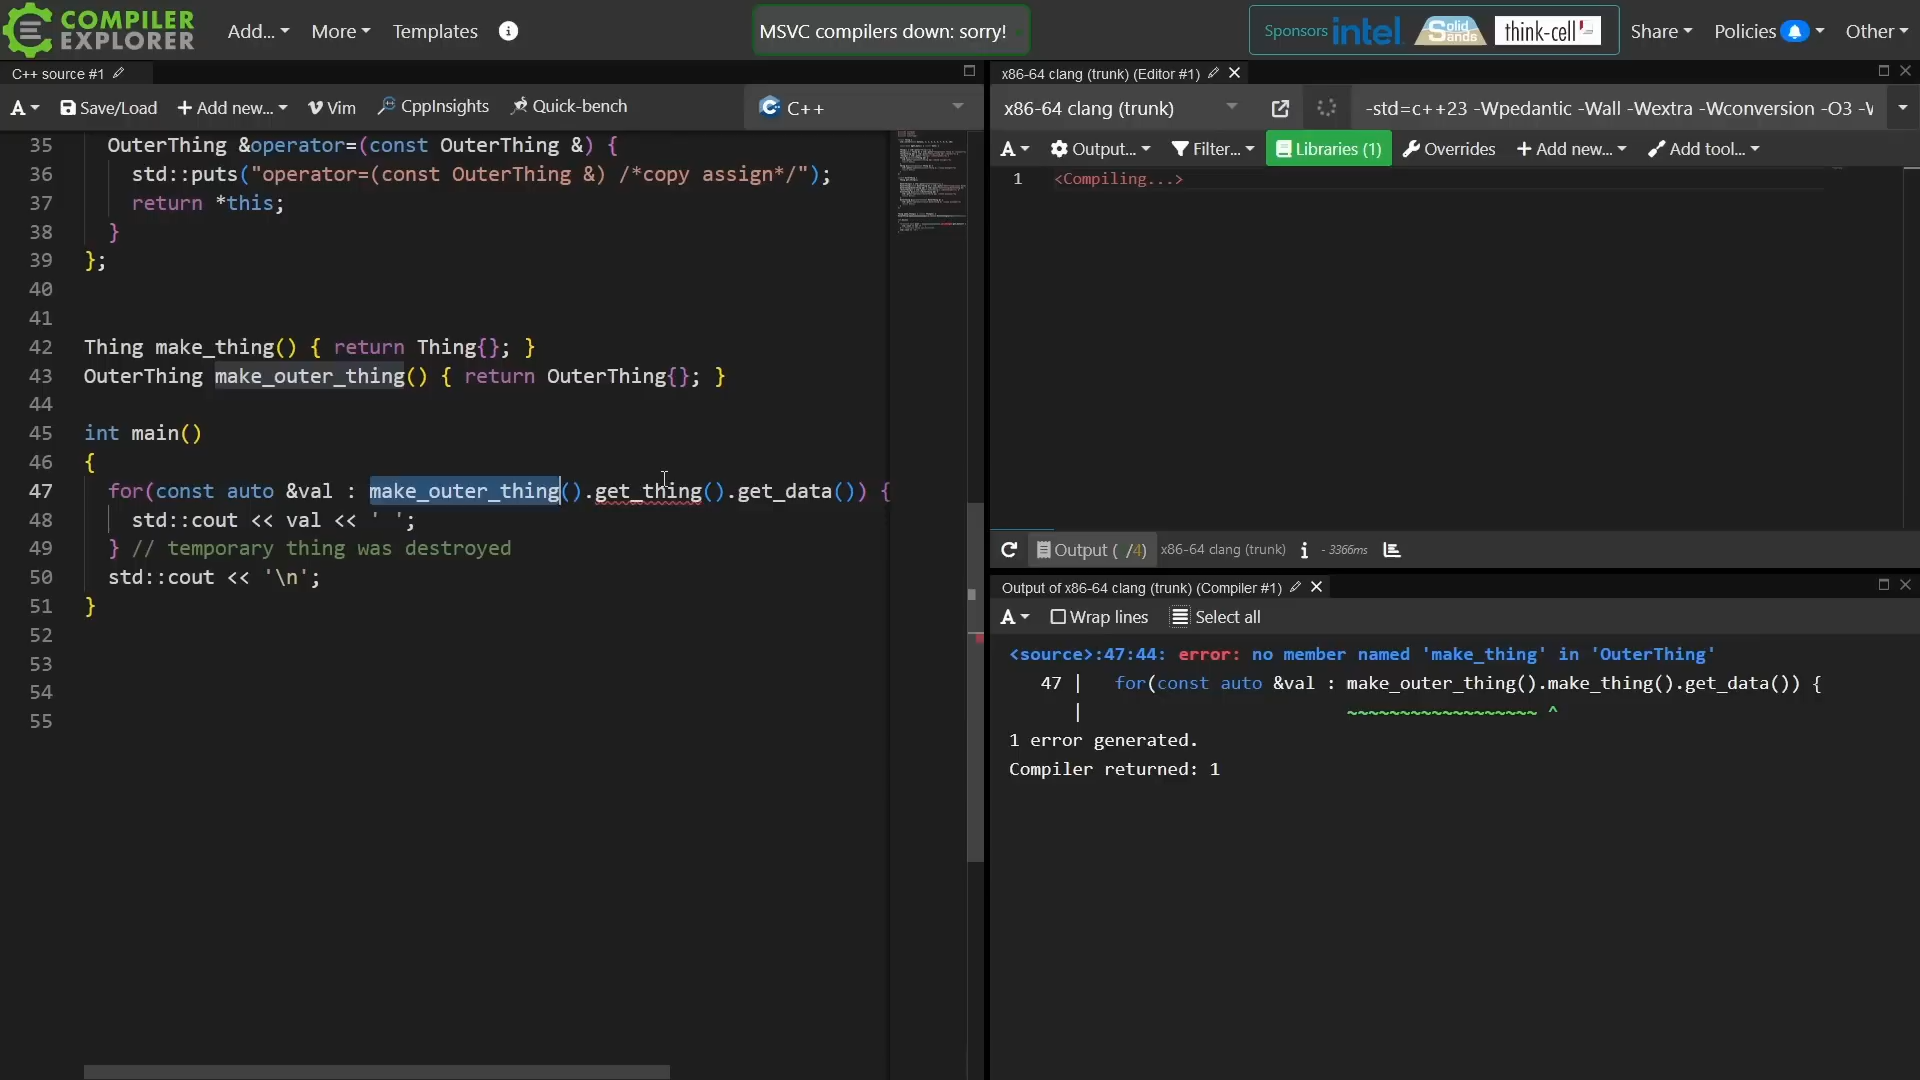 COMPILER
EXPLORER
Add...
More
Templates
MSVC compilers down: sorry!
Sponsors
intel
Solid Sands
think-cell
Share
Policies
Other
C++ source #1
A
Save/Load
+ Add new...
Vim
CppInsights
Quick-bench
C++
35 OuterThing &operator=(const OuterThing &) {
36 std::puts("operator=(const OuterThing &) /*copy assign*/");
37 return *this;
38 }
39 };
40
41
42 Thing make_thing() { return Thing{}; }
43 OuterThing make_outer_thing() { return OuterThing{}; }
44
45 int main()
46 {
47 for(const auto &val : make_outer_thing().get_thing().get_data()) {
48 std::cout << val << ' ';
49 } // temporary thing was destroyed
50 std::cout << '\n';
51 }
52
53
54
55
x86-64 clang (trunk) (Editor #1)
x86-64 clang (trunk)
-std=c++23 -Wpedantic -Wall -Wextra -Wconversion -O3 -W
A
Output...
Filter...
Libraries (1)
Overrides
+ Add new...
Add tool...
1 <Compiling...>
Output ( /4)
x86-64 clang (trunk)
i
- 3366ms
Output of x86-64 clang (trunk) (Compiler #1)
A
Wrap lines
Select all
<source>:47:44: error: no member named 'make_thing' in 'OuterThing'
47 | for(const auto &val : make_outer_thing().make_thing().get_data()) {
| ~~~~~~~~~~~~~~~~~~ ^
1 error generated.
Compiler returned: 1